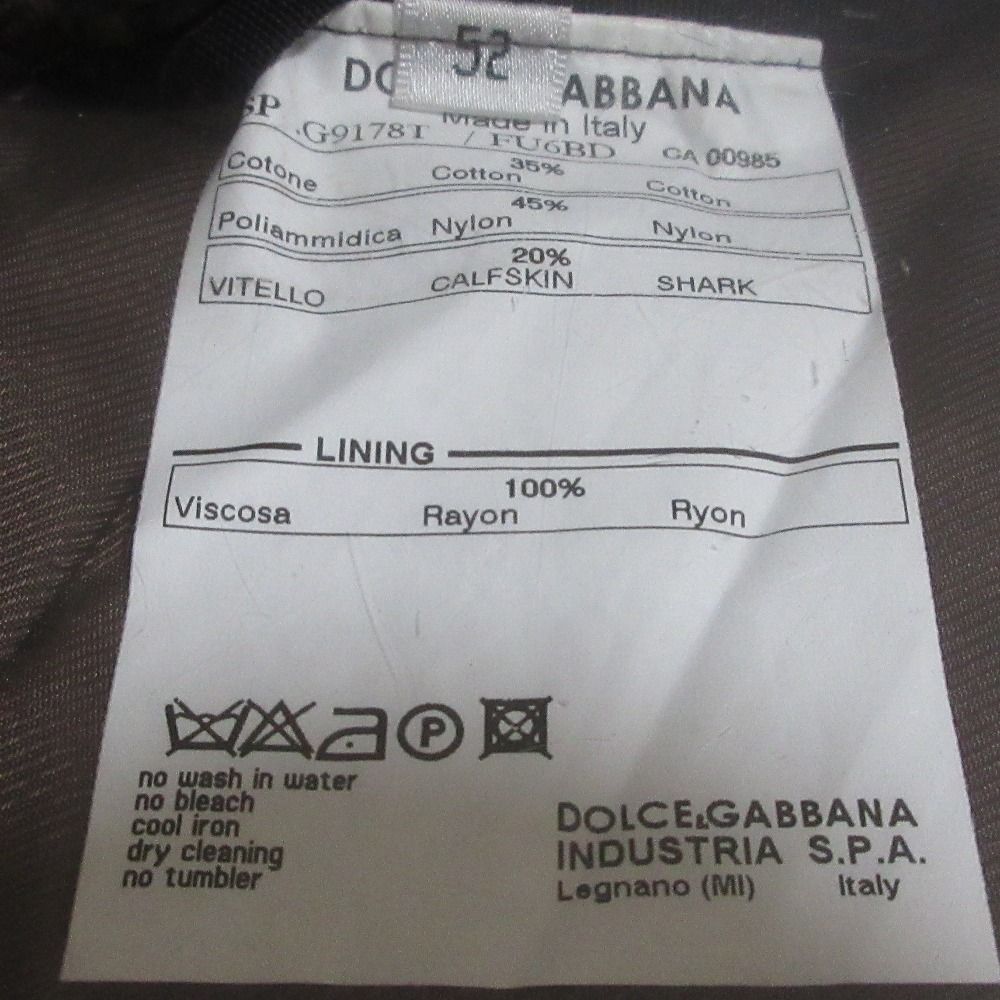 52
ABBANA
Made in Italy
SP
G9178T / FU6BD CA 00985
35%
Cotone Cotton Cotton
45%
Poliammidica Nylon Nylon
20%
VITELLO CALFSKIN SHARK
LINING
100%
Viscosa Rayon Ryon
P
no wash in water
no bleach
cool iron
dry cleaning
no tumbler
DOLCE&GABBANA
INDUSTRIA S.P.A.
Legnano (MI) Italy